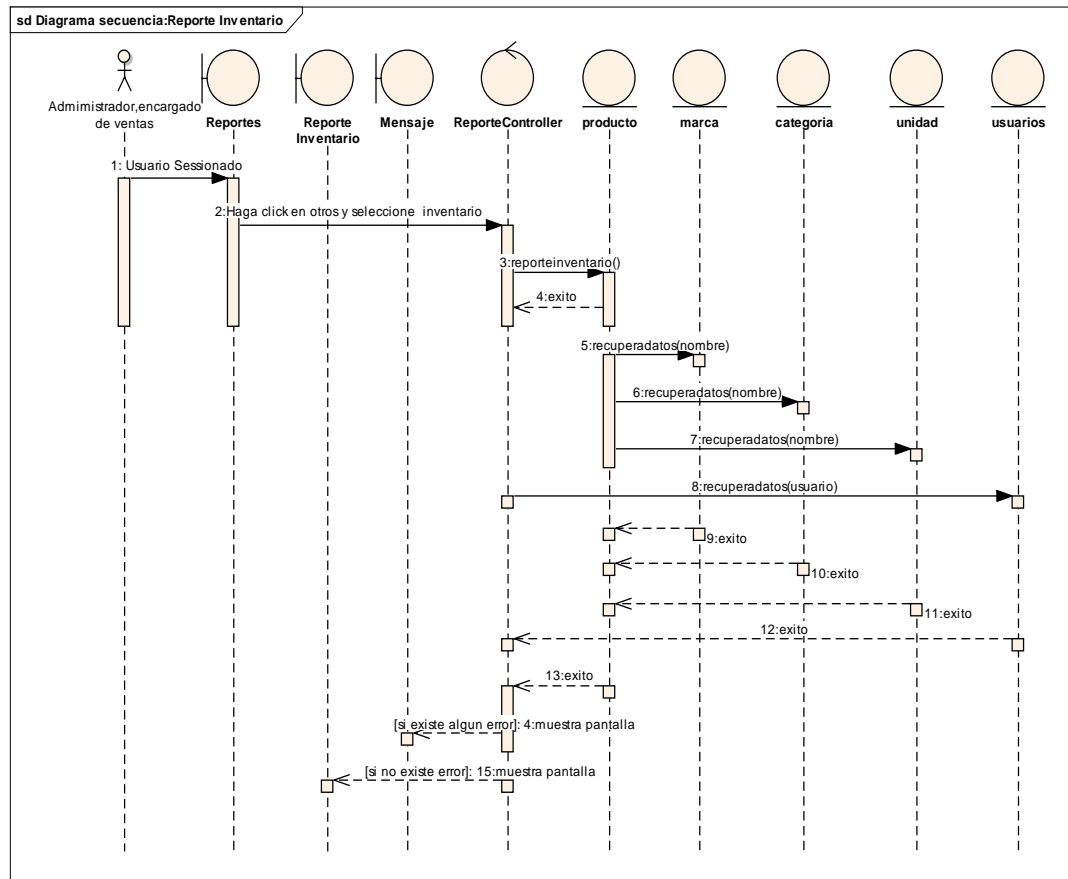 sd Diagrama secuencia:Reporte Inventario
Admimistrador,encargado
de ventas
Reportes
Reporte
Inventario
Mensaje
ReporteController
producto
marca
categoria
unidad
usuarios
1: Usuario Sessionado
2:Haga click en otros y seleccione inventario
3:reporteinventario()
4:exito
5:recuperadatos(nombre)
6:recuperadatos(nombre)
7:recuperadatos(nombre)
8:recuperadatos(usuario)
9:exito
10:exito
11:exito
12:exito
13:exito
[si existe algun error]: 4:muestra pantalla
[si no existe error]: 15:muestra pantalla